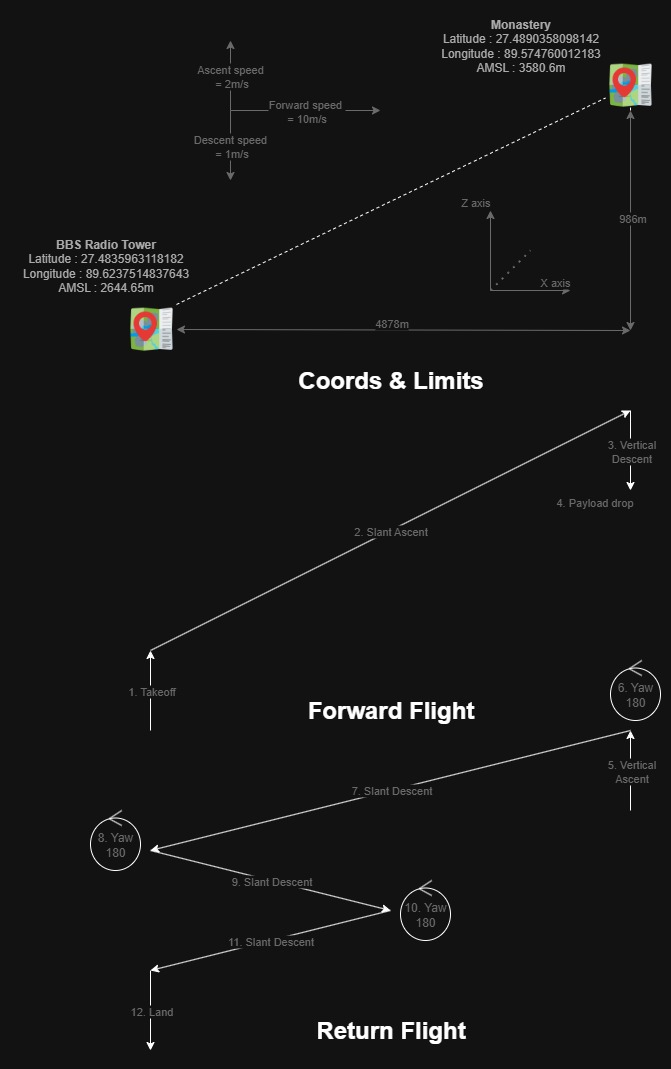 Monastery
Latitude : 27.4890358098142
Longitude : 89.574760012183
AMSL : 3580.6m
Ascent speed
= 2m/s
Forward speed
= 10m/s
Descent speed
= 1m/s
Z axis
X axis
986m
BBS Radio Tower
Latitude : 27.4835963118182
Longitude : 89.6237514837643
AMSL : 2644.65m
4878m
Coords & Limits
3. Vertical
Descent
4. Payload drop
2. Slant Ascent
1. Takeoff
Forward Flight
6. Yaw
180
5. Vertical
Ascent
7. Slant Descent
8. Yaw
180
9. Slant Descent
10. Yaw
180
11. Slant Descent
12. Land
Return Flight